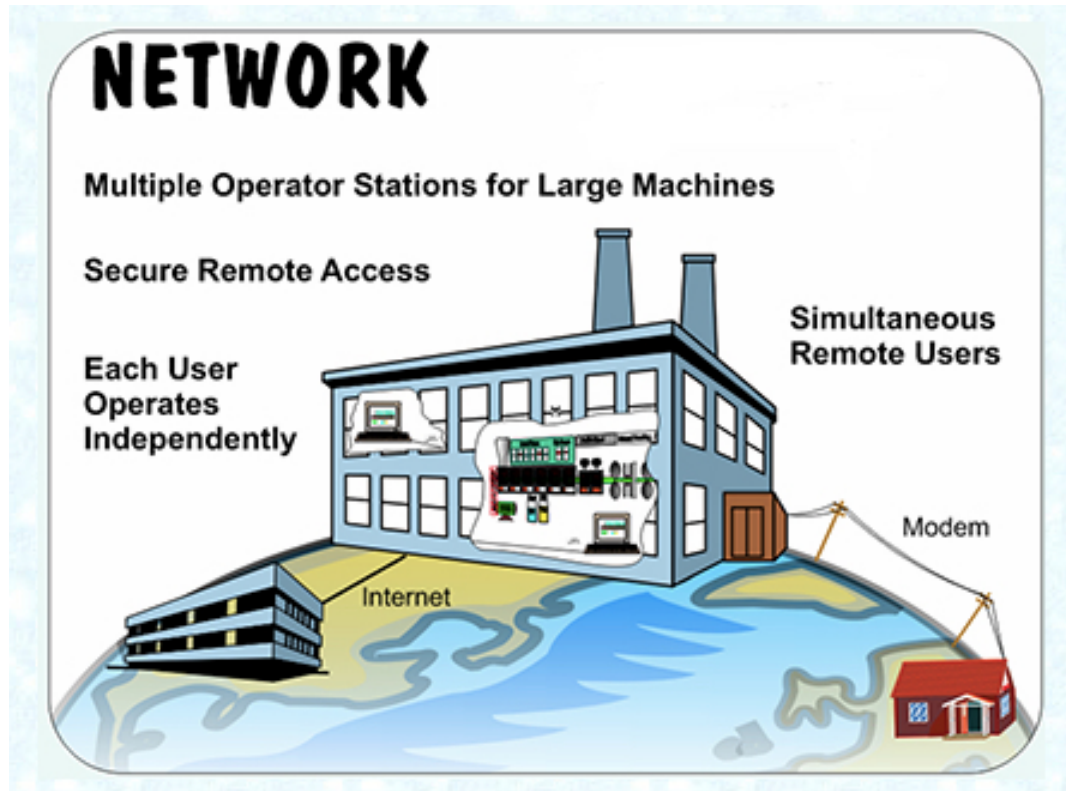 NETWORK
Multiple Operator Stations for Large Machines
Secure Remote Access
Simultaneous
Remote Users
Each User
Operates
Independently
Modem
Internet